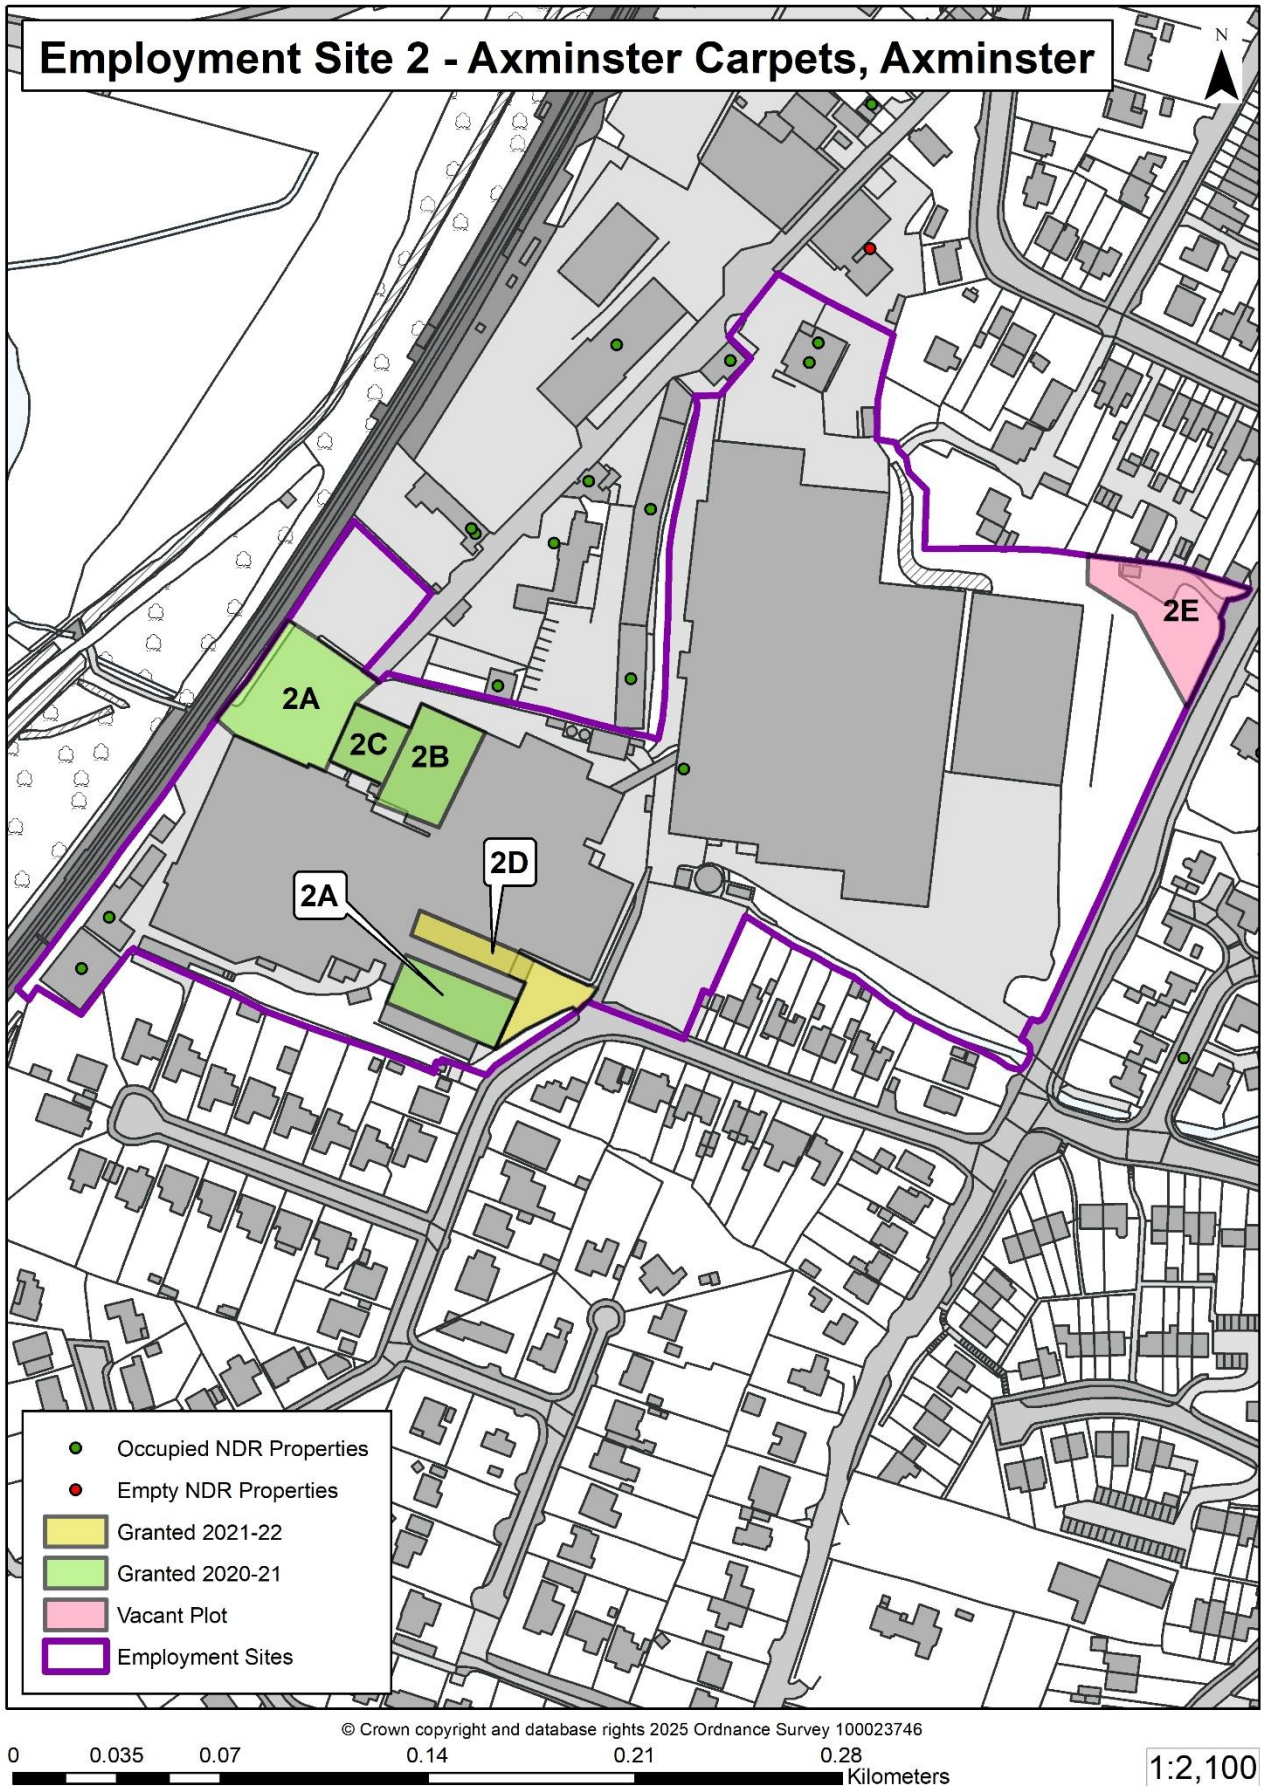 Employment Site 2 - Axminster Carpets, Axminster
N
2E
2A
2C
2B
2D
2A
Occupied NDR Properties
Empty NDR Properties
Granted 2021-22
Granted 2020-21
Vacant Plot
Employment Sites
© Crown copyright and database rights 2025 Ordnance Survey 100023746
0 0.035 0.07 0.14 0.21 0.28
Kilometers
1:2,100